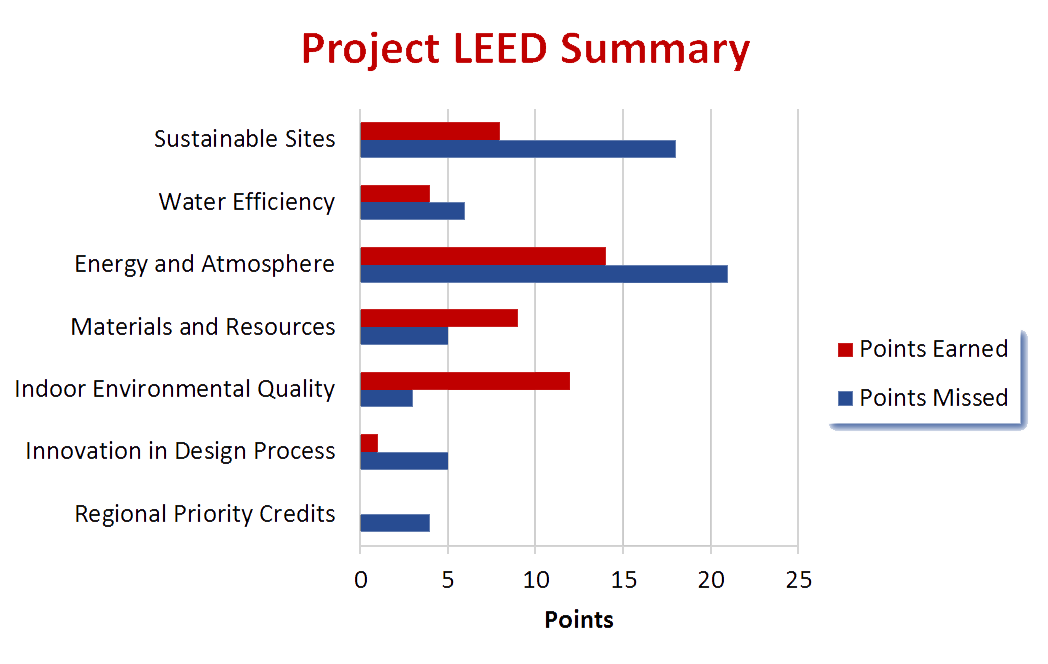 Project LEED Summary
Sustainable Sites
Water Efficiency
Energy and Atmosphere
Materials and Resources
Indoor Environmental Quality
Innovation in Design Process
Regional Priority Credits
0 5 10 15 20 25
Points
Points Earned
Points Missed